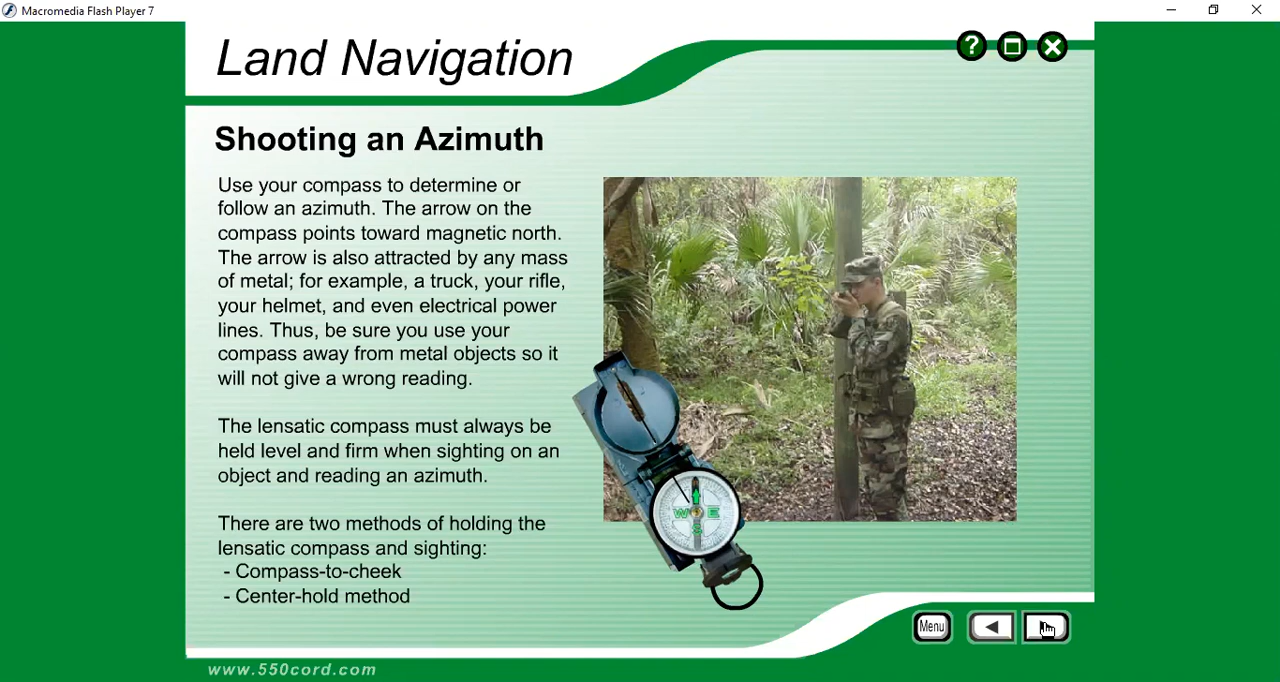 Macromedia Flash Player 7
Land Navigation
?
Shooting an Azimuth
Use your compass to determine or
follow an azimuth. The arrow on the
compass points toward magnetic north.
The arrow is also attracted by any mass
of metal; for example, a truck, your rifle,
your helmet, and even electrical power
lines. Thus, be sure you use your
compass away from metal objects so it
will not give a wrong reading.
The lensatic compass must always be
held level and firm when sighting on an
object and reading an azimuth.
There are two methods of holding the
lensatic compass and sighting:
- Compass-to-cheek
- Center-hold method
W E
S
Menu
www.550cord.com